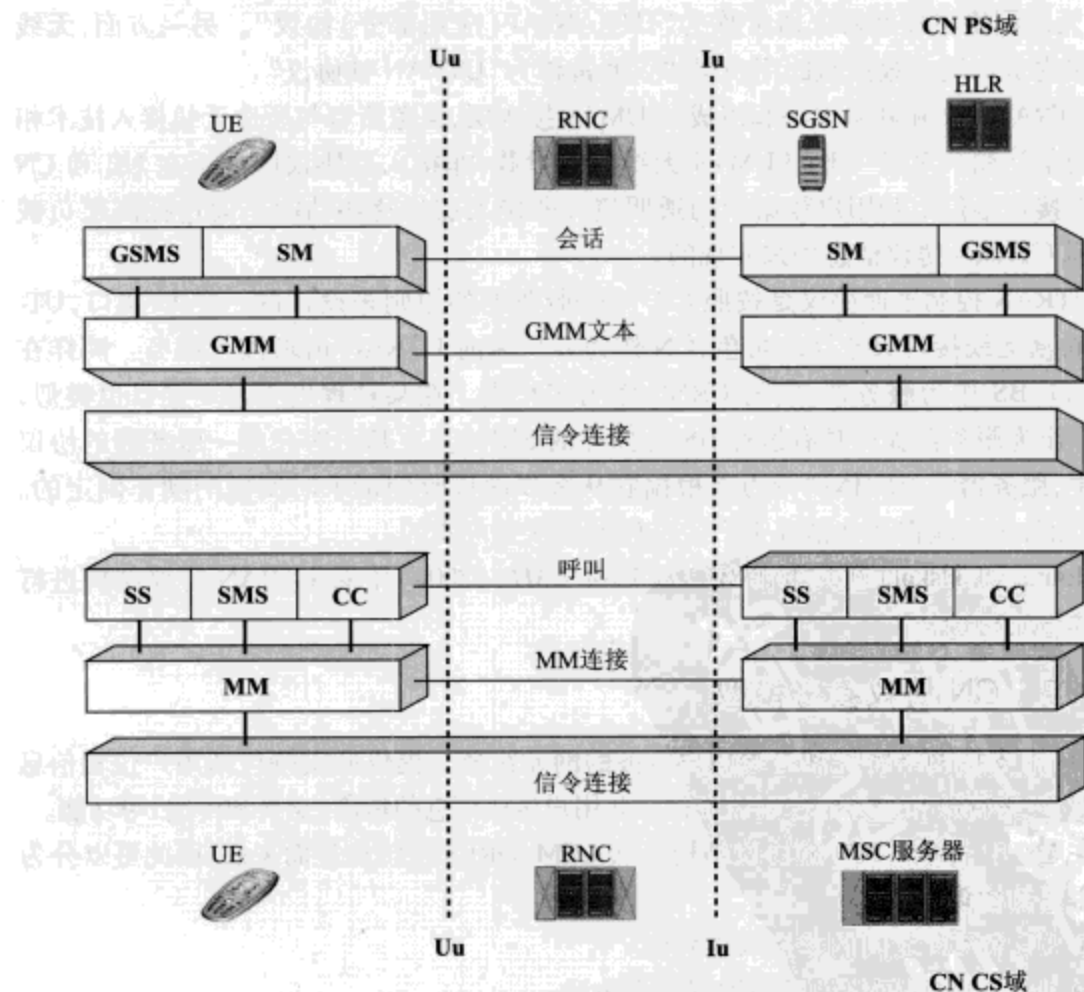 CN PS域
Uu
Iu
HLR
UE
RNC
SGSN
GSMS
SM
会话
SM
GSMS
GMM
GMM文本
GMM
信令连接
SS
SMS
CC
呼叫
SS
SMS
CC
MM
MM连接
MM
信令连接
UE
RNC
MSC服务器
Uu
Iu
CN CS域